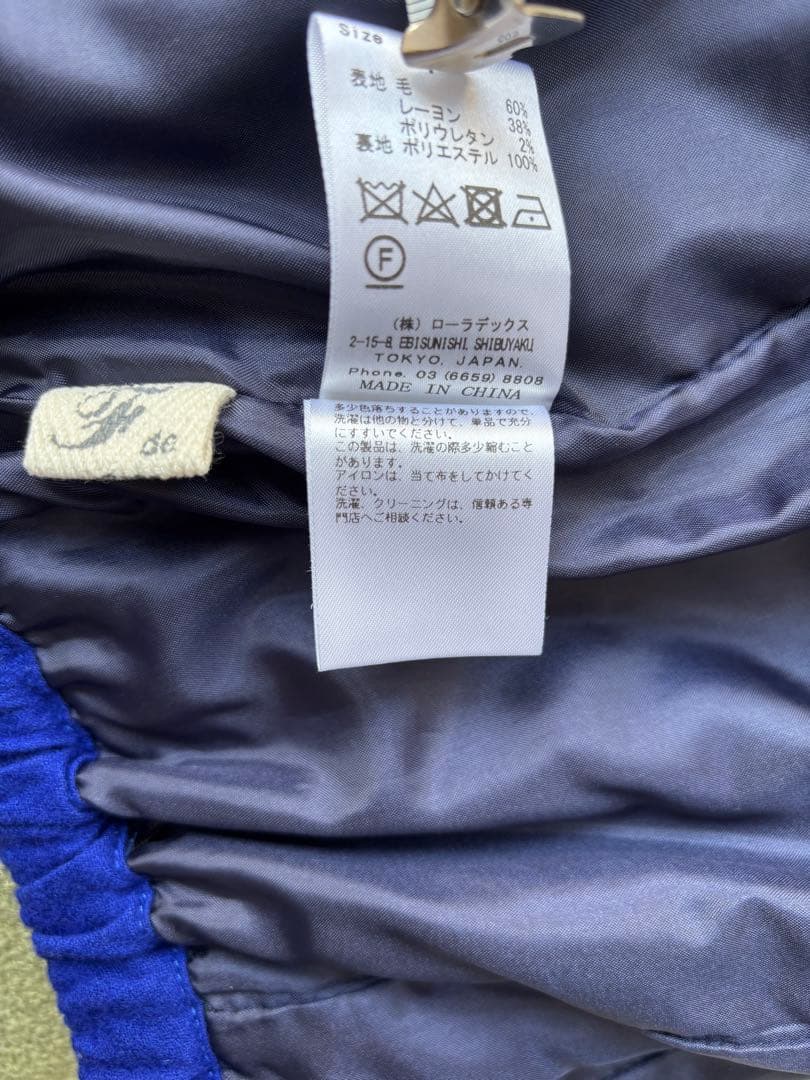 Size
表地 毛 60%
レーヨン 38%
ポリウレタン 2%
裏地 ポリエステル 100%
F
(株) ローラデックス
2-15-8, EBISUNISHI, SHIBUYAKU,
TOKYO, JAPAN.
Phone. 03 (6659) 8808
MADE IN CHINA
多少色落ちすることがありますので、
洗濯は他の物と分けて、単品で充分
にすすいでください。
この製品は、洗濯の際多少縮むこと
があります。
アイロンは、当て布をしてかけてく
ださい。
洗濯、クリーニングは、信頼ある専
門店へご相談ください。
de